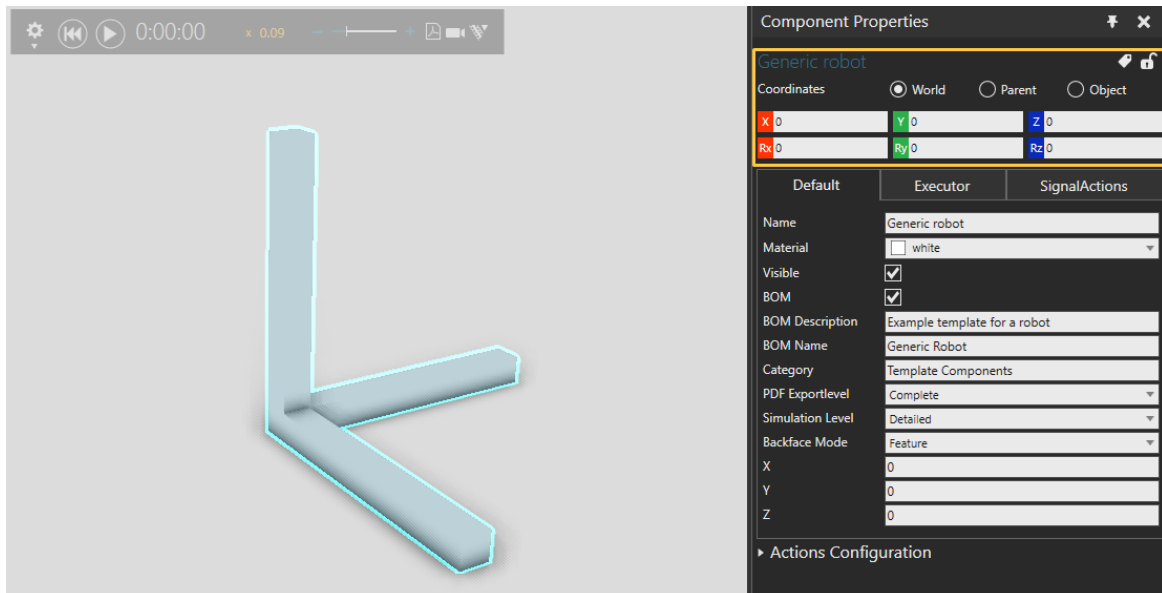 0:00:00 x 0.09
Component Properties
Generic robot
Coordinates World Parent Object
X 0 Y 0 Z 0
Rx 0 Ry 0 Rz 0
Default Executor SignalActions
Name Generic robot
Material white
Visible
BOM
BOM Description Example template for a robot
BOM Name Generic Robot
Category Template Components
PDF Exportlevel Complete
Simulation Level Detailed
Backface Mode Feature
X 0
Y 0
Z 0
Actions Configuration